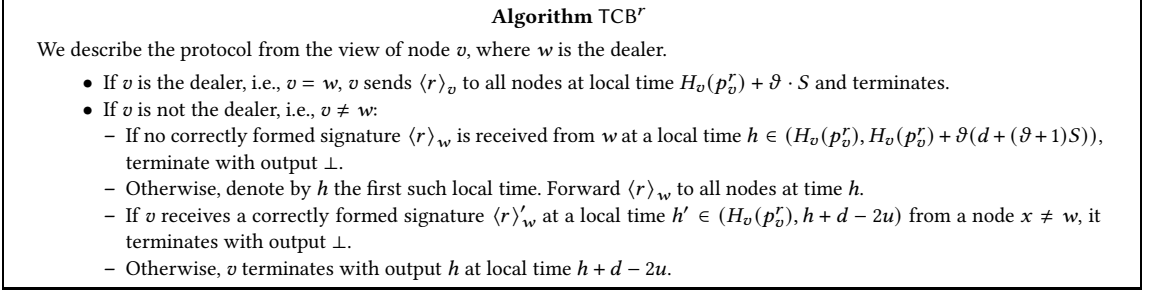 Algorithm TCBʳ
We describe the protocol from the view of node v, where w is the dealer.
• If v is the dealer, i.e., v = w, v sends ⟨r⟩_v to all nodes at local time H_v(p_v^r) + ϑ · S and terminates.
• If v is not the dealer, i.e., v ≠ w:
– If no correctly formed signature ⟨r⟩_w is received from w at a local time h ∈ (H_v(p_v^r), H_v(p_v^r) + ϑ(d + (ϑ+1)S)),
terminate with output ⊥.
– Otherwise, denote by h the first such local time. Forward ⟨r⟩_w to all nodes at time h.
– If v receives a correctly formed signature ⟨r⟩′_w at a local time h′ ∈ (H_v(p_v^r), h + d − 2u) from a node x ≠ w, it
terminates with output ⊥.
– Otherwise, v terminates with output h at local time h + d − 2u.